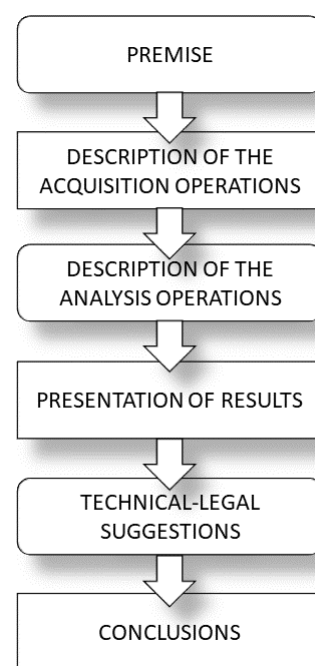 PREMISE
DESCRIPTION OF THE
ACQUISITION OPERATIONS
DESCRIPTION OF THE
ANALYSIS OPERATIONS
PRESENTATION OF RESULTS
TECHNICAL-LEGAL
SUGGESTIONS
CONCLUSIONS